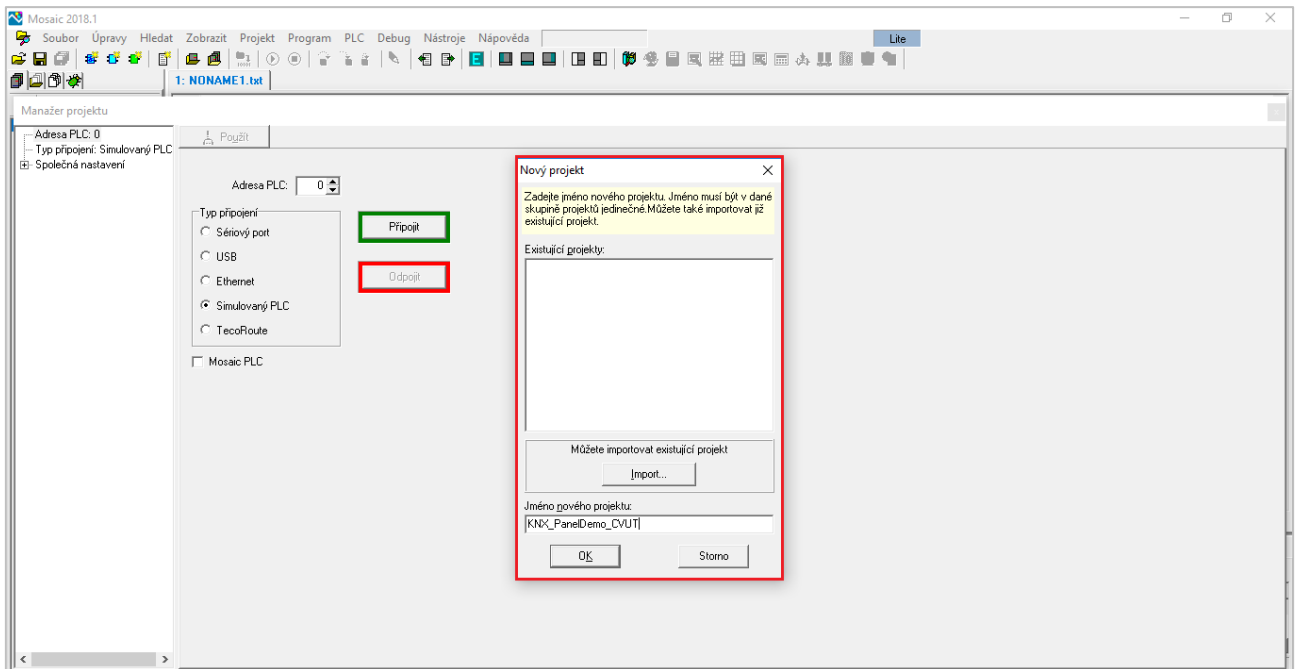 Mosaic 2018.1
Soubor Úpravy Hledat Zobrazit Projekt Program PLC Debug Nástroje Nápověda
Lite
1: NONAME1.txt
Manažer projektu
Adresa PLC: 0
Typ připojení: Simulovaný PLC
Společná nastavení
Použít
Adresa PLC: 0
Typ připojení
Sériový port
USB
Ethernet
Simulovaný PLC
TecoRoute
Mosaic PLC
Připojit
Odpojit
Nový projekt
Zadejte jméno nového projektu. Jméno musí být v dané
skupině projektů jedinečné.Můžete také importovat již
existující projekt.
Existující projekty:
Můžete importovat existující projekt
Import...
Jméno nového projektu:
KNX_PanelDemo_CVUT
OK
Storno